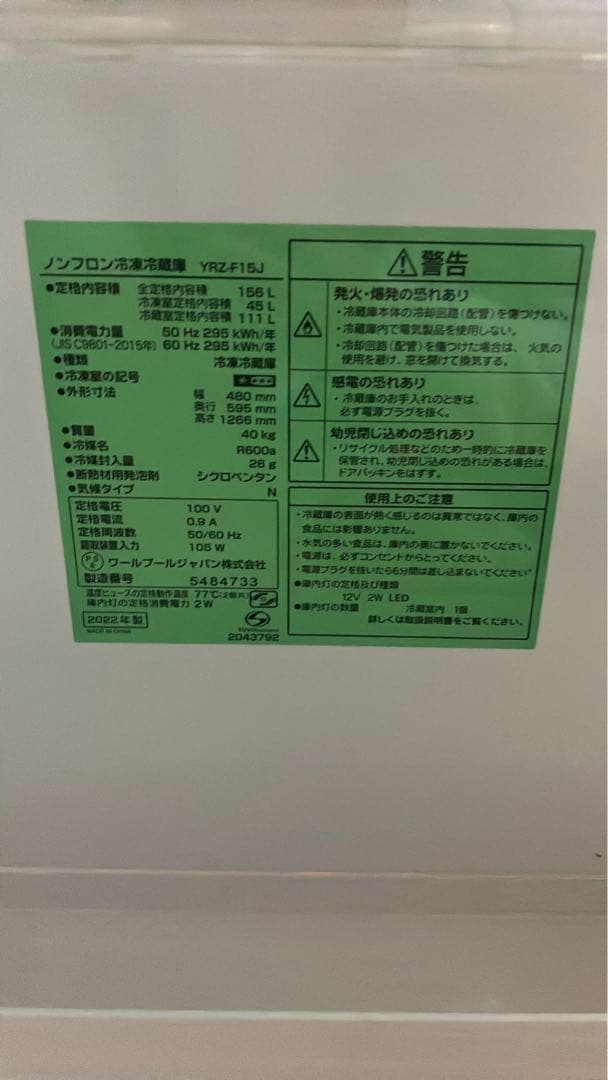 ノンフロン冷凍冷蔵庫 YRZ-F15J
●定格内容積 全定格内容積 156 L
冷凍室定格内容積 45 L
冷蔵室定格内容積 111 L
●消費電力量 50 Hz 295 kWh/年
(JIS C9801-2015年) 60 Hz 295 kWh/年
●種類 冷凍冷蔵庫
●冷凍室の記号
●外形寸法 幅 480 mm
奥行 595 mm
高さ 1266 mm
●質量 40 kg
●冷媒名 R600a
●冷媒封入量 26 g
●断熱材用発泡剤 シクロペンタン
●気候タイプ N
定格電圧 100 V
定格電流 0.9 A
定格周波数 50/60 Hz
霜取装置入力 105 W
PSE ワールプールジャパン株式会社
製造番号 5464733
温度ヒューズの定格動作温度 77℃(2個共)
庫内灯の定格消費電力 2W
2022年製
MADE IN CHINA
2043792
警告
発火・爆発の恐れあり
・冷蔵庫本体の冷却回路(配管)を傷つけない。
・冷蔵庫内で電気製品を使用しない。
・冷却回路(配管)を傷つけた場合は、火気の
使用を避け、窓を開けて換気する。
感電の恐れあり
・冷蔵庫のお手入れのときは、
必ず電源プラグを抜く。
幼児閉じ込めの恐れあり
・リサイクル処理などのため一時的に冷蔵庫を
保管され、幼児閉じ込めの恐れがある場合は、
ドアパッキンをはずす。
使用上のご注意
・冷蔵庫の表面が熱く感じるのは異常ではなく、庫内の
食品には影響ありません。
・水気の多い食品は、庫内の奥に置かないでください。
・電源は、必ずコンセントからとってください。
・電源プラグを抜いたら6分間は差し込まないでください。
●庫内灯の定格及び種類
12V 2W LED
●庫内灯の数量 冷蔵室内 1個
詳しくは取扱説明書をご覧ください。